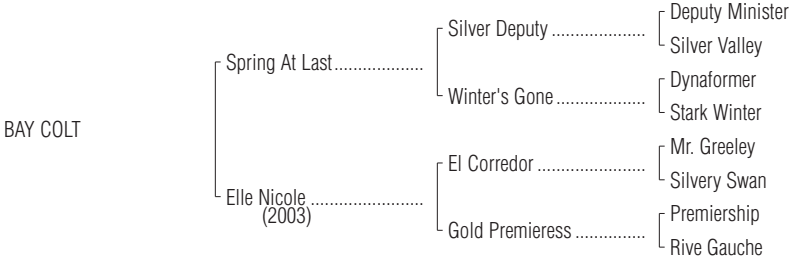 Deputy Minister
Silver Deputy .....................
Silver Valley
Spring At Last....................
Dynaformer
Winter's Gone....................
Stark Winter
BAY COLT
Mr. Greeley
El Corredor ........................
Silvery Swan
Elle Nicole .........................
(2003)
Premiership
Gold Premieress ...............
Rive Gauche